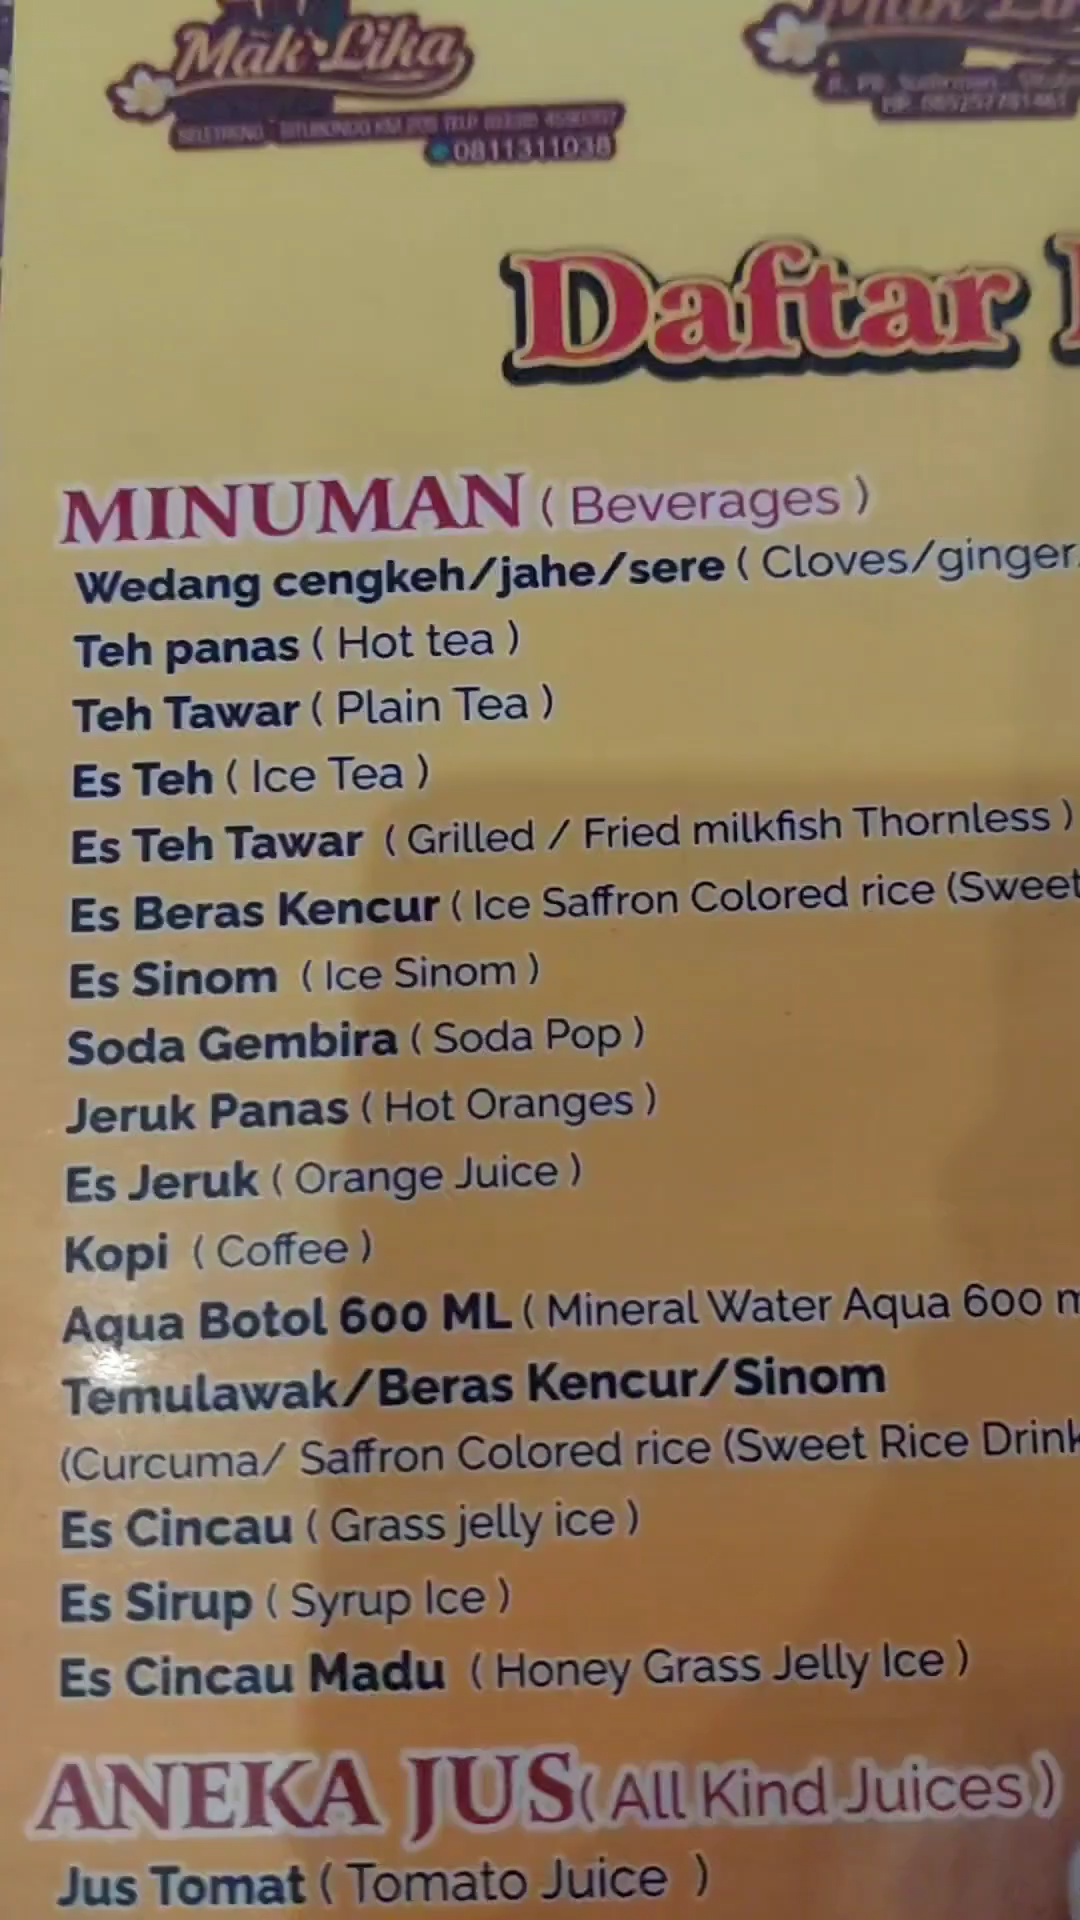 Mak Lika
0811311038
Daftar
MINUMAN ( Beverages )
Wedang cengkeh/jahe/sere ( Cloves/ginger
Teh panas ( Hot tea )
Teh Tawar ( Plain Tea )
Es Teh ( Ice Tea )
Es Teh Tawar ( Grilled / Fried milkfish Thornless )
Es Beras Kencur ( Ice Saffron Colored rice (Sweet
Es Sinom ( Ice Sinom )
Soda Gembira ( Soda Pop )
Jeruk Panas ( Hot Oranges )
Es Jeruk ( Orange Juice )
Kopi ( Coffee )
Aqua Botol 600 ML ( Mineral Water Aqua 600 m
Temulawak/Beras Kencur/Sinom
(Curcuma/ Saffron Colored rice (Sweet Rice Drink
Es Cincau ( Grass jelly ice )
Es Sirup ( Syrup Ice )
Es Cincau Madu ( Honey Grass Jelly Ice )
ANEKA JUS ( All Kind Juices )
Jus Tomat ( Tomato Juice )